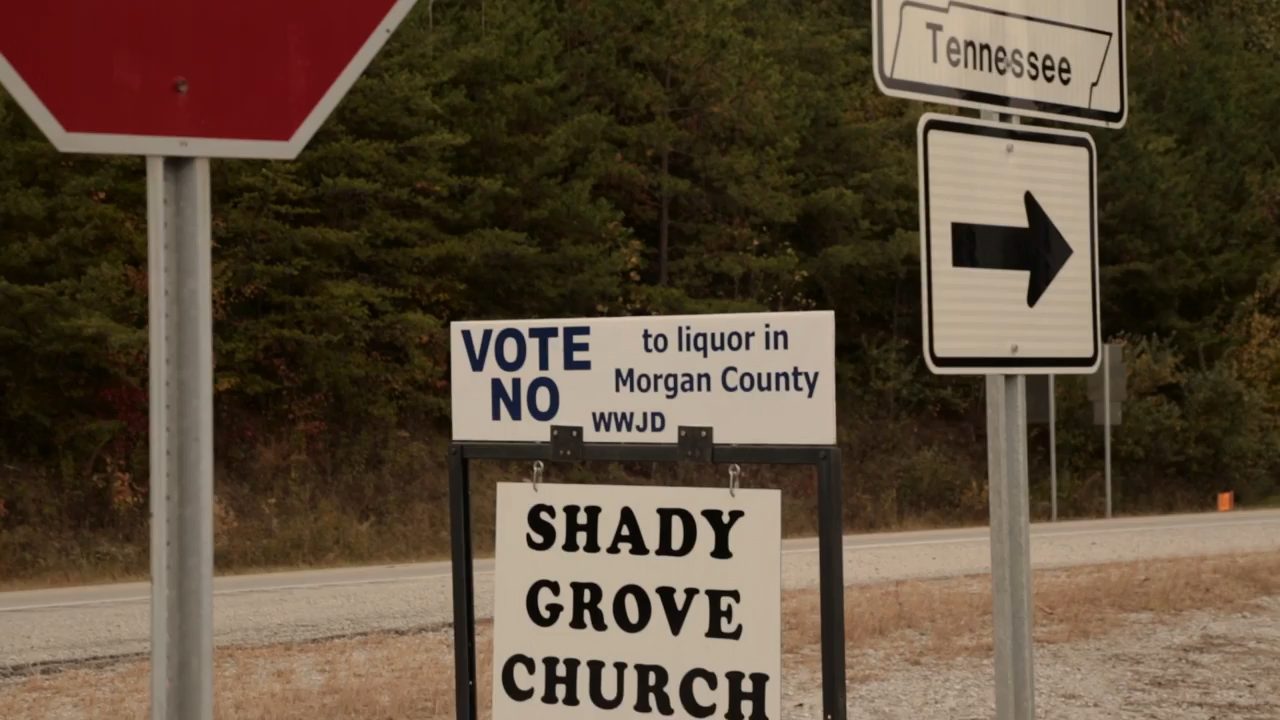 Tennessee
VOTE
NO
to liquor in
Morgan County
WWJD
SHADY
GROVE
CHURCH